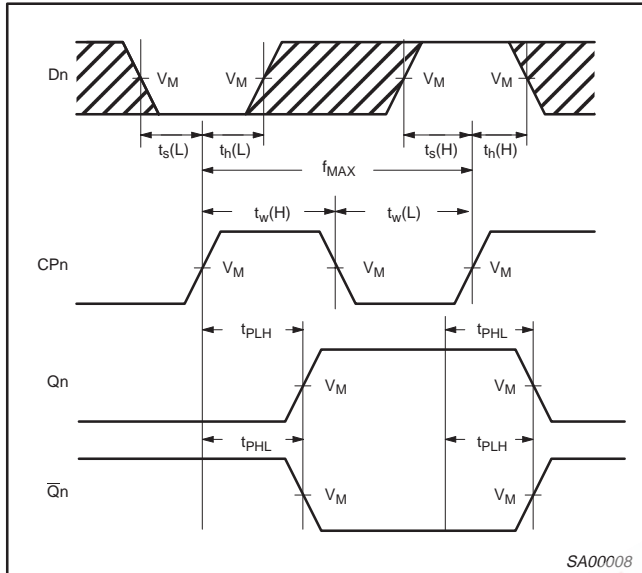 Dn
VM VM VM VM
ts(L) th(L) ts(H) th(H)
fMAX
tw(H) tw(L)
CPn
VM VM VM
tPLH tPHL
Qn
VM VM
tPHL tPLH
Q̅n
VM VM
SA00008